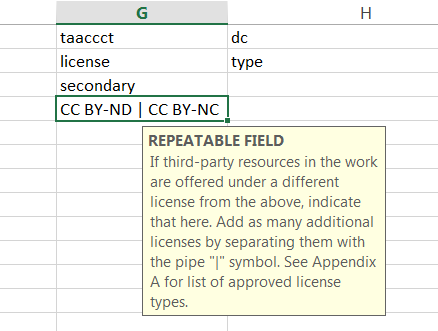 G H
taaccct dc
license type
secondary
CC BY-ND | CC BY-NC
REPEATABLE FIELD
If third-party resources in the work
are offered under a different
license from the above, indicate
that here. Add as many additional
licenses by separating them with
the pipe "|" symbol. See Appendix
A for list of approved license
types.